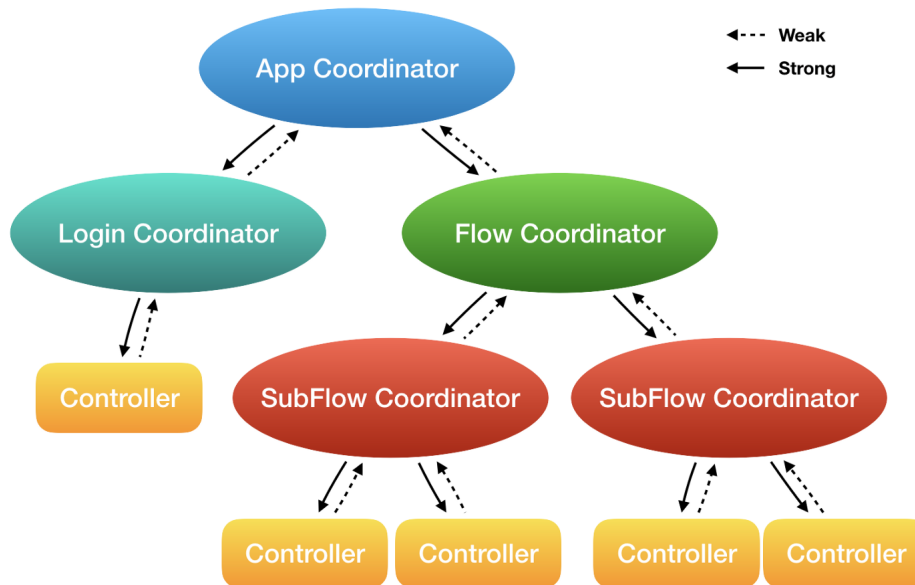 App Coordinator
Weak
Strong
Login Coordinator
Flow Coordinator
Controller
SubFlow Coordinator
SubFlow Coordinator
Controller
Controller
Controller
Controller